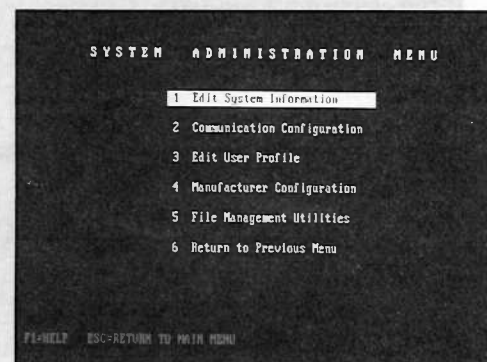 SYSTEM ADMINISTRATION MENU
1 Edit System Information
2 Communication Configuration
3 Edit User Profile
4 Manufacturer Configuration
5 File Management Utilities
6 Return to Previous Menu
F1=HELP ESC=RETURN TO MAIN MENU